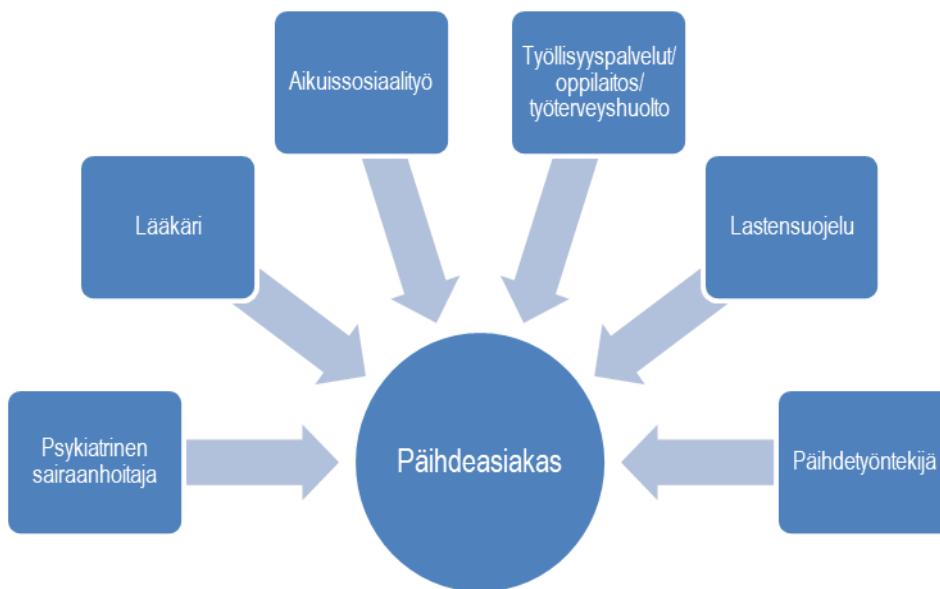 Aikuissosiaalityö
Työllisyyspalvelut/
oppilaitos/
työterveyshuolto
Lääkäri
Lastensuojelu
Psykiatrinen
sairaanhoitaja
Päihdeasiakas
Päihdetyöntekijä